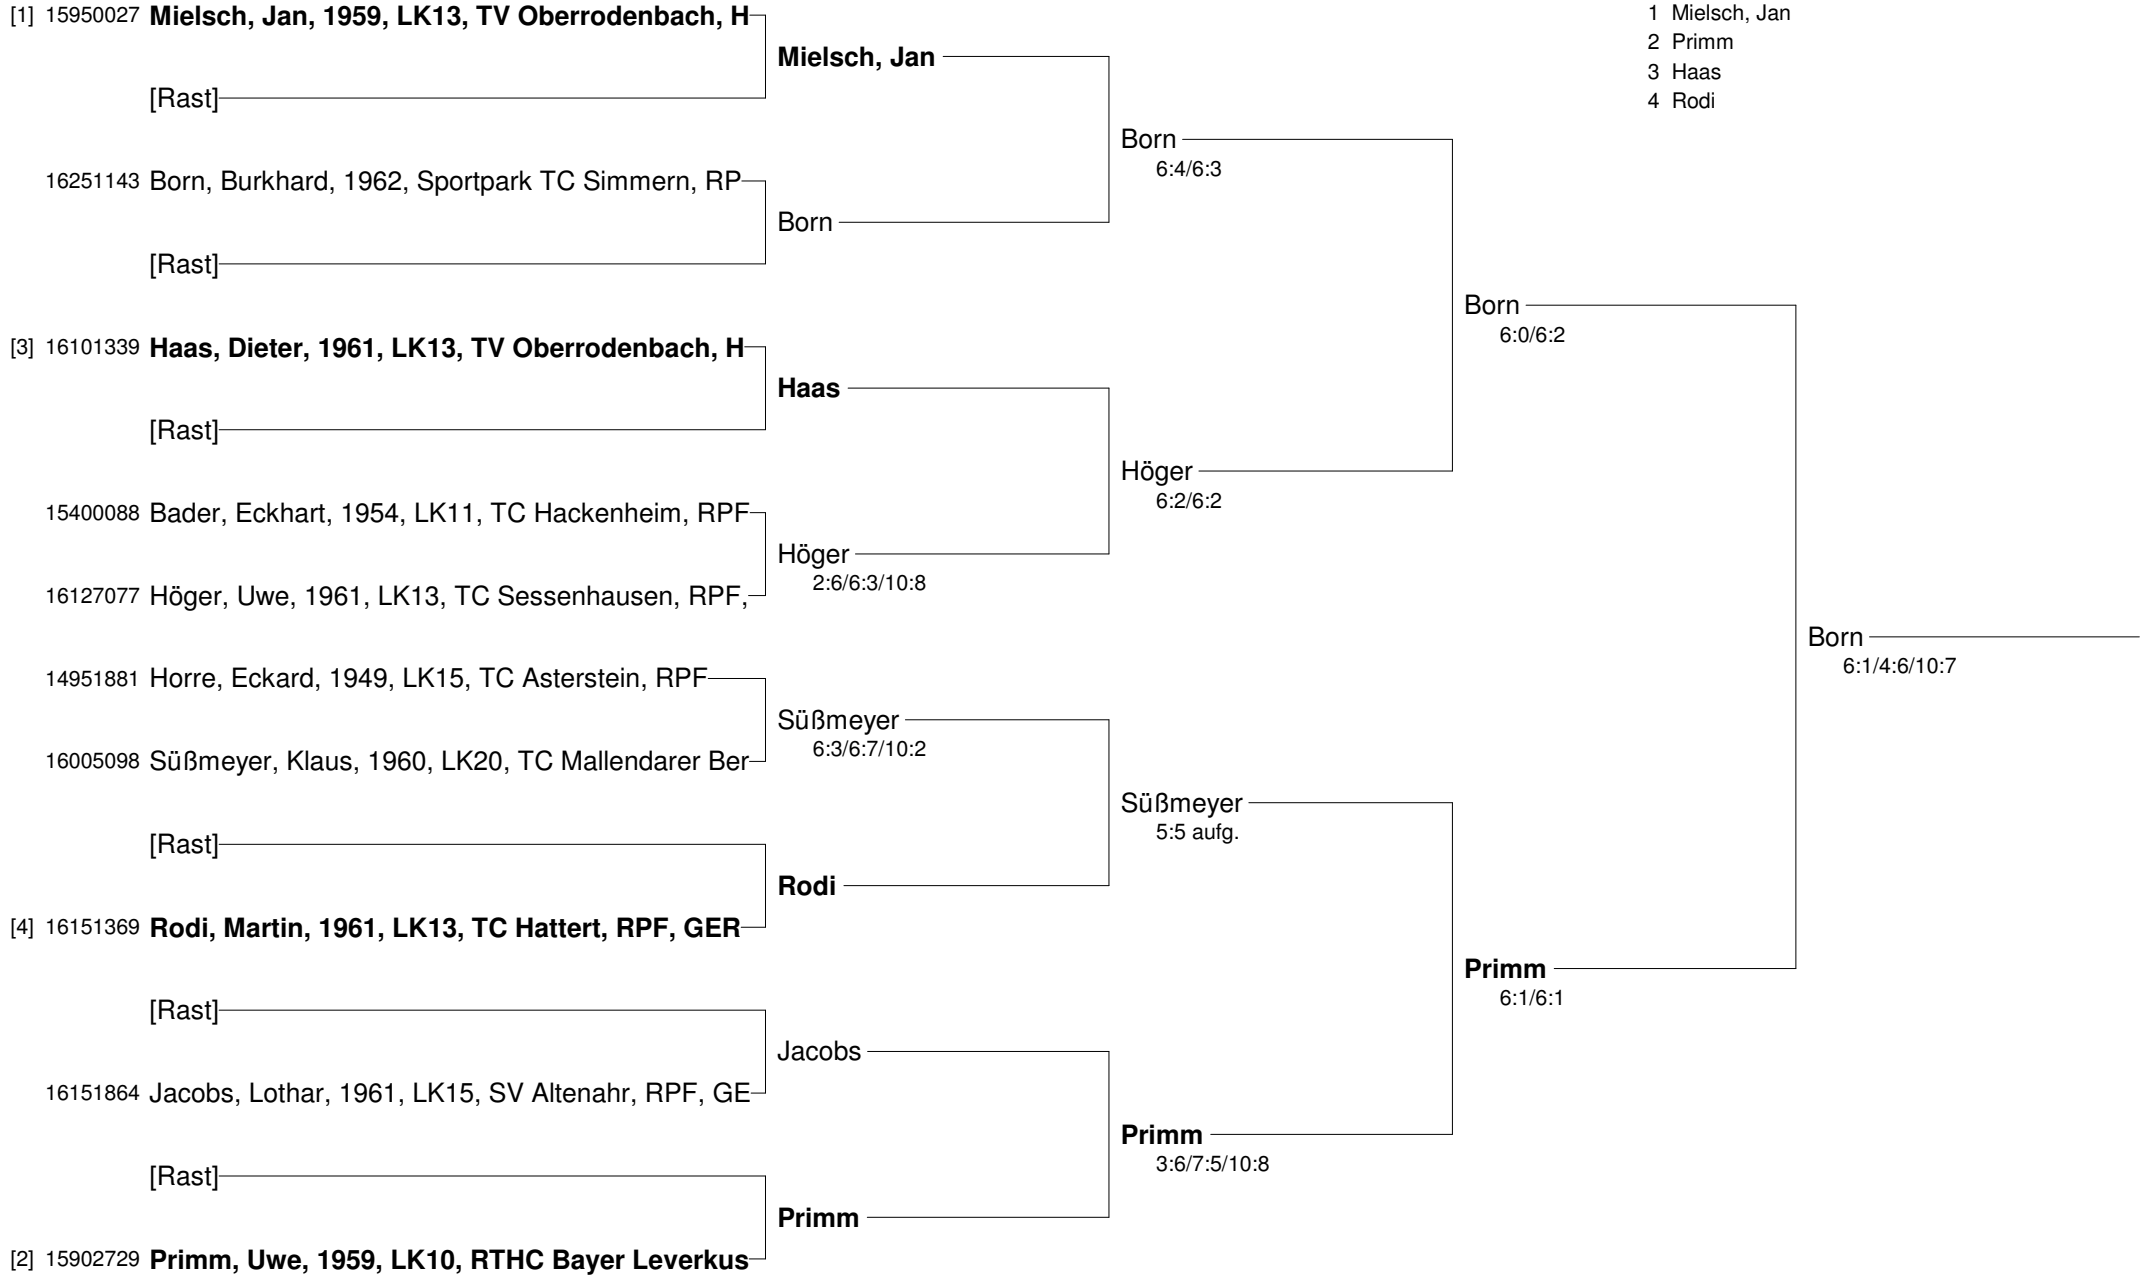 [1] 15950027 Mielsch, Jan, 1959, LK13, TV Oberrodenbach, H
1 Mielsch, Jan
2 Primm
3 Haas
4 Rodi
Mielsch, Jan
[Rast]
Born
6:4/6:3
16251143 Born, Burkhard, 1962, Sportpark TC Simmern, RP
Born
[Rast]
Born
6:0/6:2
[3] 16101339 Haas, Dieter, 1961, LK13, TV Oberrodenbach, H
Haas
[Rast]
Höger
6:2/6:2
15400088 Bader, Eckhart, 1954, LK11, TC Hackenheim, RPF
Höger
2:6/6:3/10:8
16127077 Höger, Uwe, 1961, LK13, TC Sessenhausen, RPF,
Born
6:1/4:6/10:7
14951881 Horre, Eckard, 1949, LK15, TC Asterstein, RPF
Süßmeyer
6:3/6:7/10:2
16005098 Süßmeyer, Klaus, 1960, LK20, TC Mallendarer Ber
Süßmeyer
5:5 aufg.
[Rast]
Rodi
[4] 16151369 Rodi, Martin, 1961, LK13, TC Hattert, RPF, GER
Primm
6:1/6:1
[Rast]
Jacobs
16151864 Jacobs, Lothar, 1961, LK15, SV Altenahr, RPF, GE
Primm
3:6/7:5/10:8
[Rast]
Primm
[2] 15902729 Primm, Uwe, 1959, LK10, RTHC Bayer Leverkus